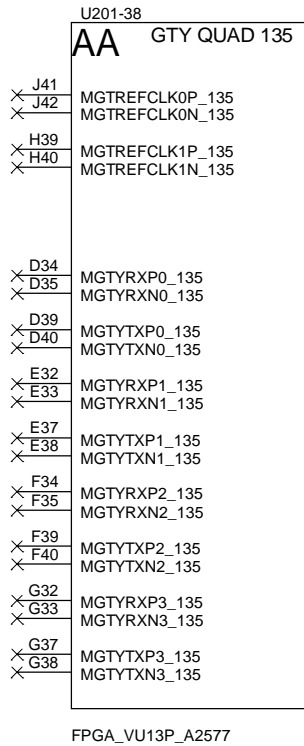 U201-38
AA GTY QUAD 135
J41 MGTREFCLK0P_135
J42 MGTREFCLK0N_135
H39 MGTREFCLK1P_135
H40 MGTREFCLK1N_135
D34 MGTYRXP0_135
D35 MGTYRXN0_135
D39 MGTYTXP0_135
D40 MGTYTXN0_135
E32 MGTYRXP1_135
E33 MGTYRXN1_135
E37 MGTYTXP1_135
E38 MGTYTXN1_135
F34 MGTYRXP2_135
F35 MGTYRXN2_135
F39 MGTYTXP2_135
F40 MGTYTXN2_135
G32 MGTYRXP3_135
G33 MGTYRXN3_135
G37 MGTYTXP3_135
G38 MGTYTXN3_135
FPGA_VU13P_A2577